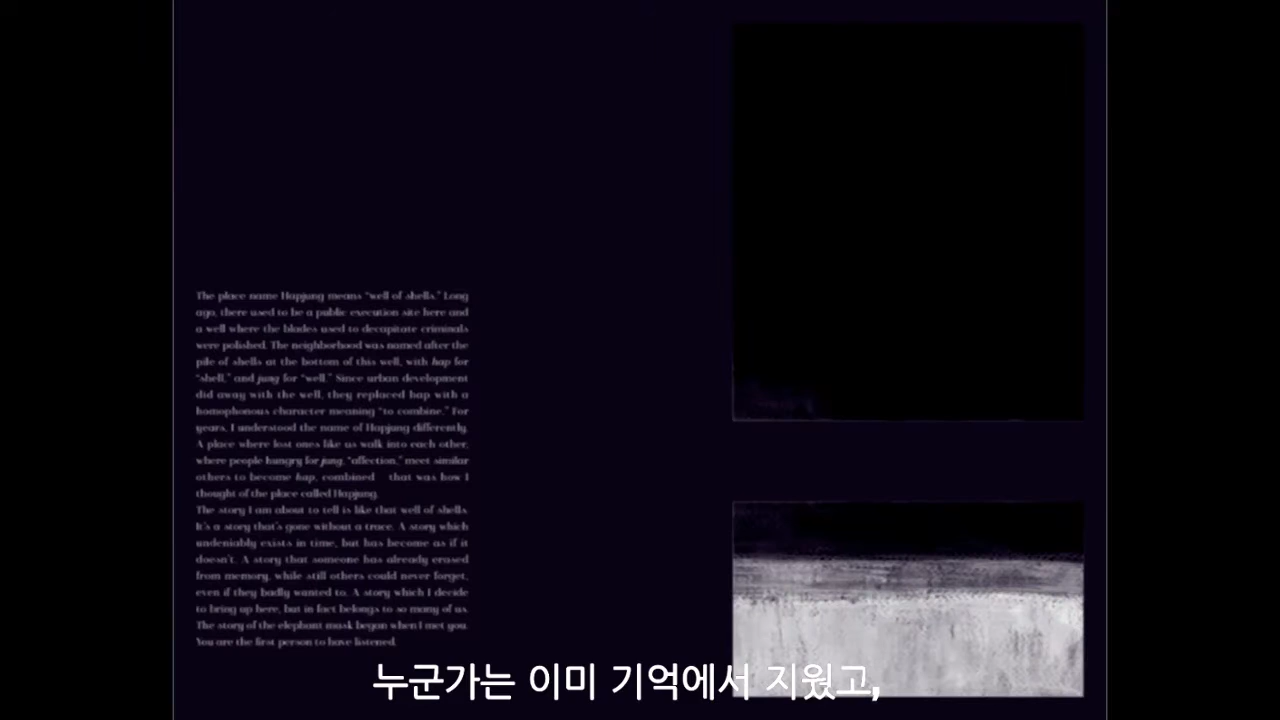 The place name Hapjung means “well of shells.” Long
ago, there used to be a public execution site here and
a well where the blades used to decapitate criminals
were polished. The neighborhood was named after the
pile of shells at the bottom of this well, with hap for
“shell,” and jung for “well.” Since urban development
did away with the well, they replaced hap with a
homophonous character meaning “to combine.” For
years, I understood the name of Hapjung differently.
A place where lost ones like us walk into each other,
where people hungry for jung, “affection,” meet similar
others to become hap, combined   that was how I
thought of the place called Hapjung.
The story I am about to tell is like that well of shells.
It’s a story that’s gone without a trace. A story which
undeniably exists in time, but has become as if it
doesn’t. A story that someone has already erased
from memory, while still others could never forget,
even if they badly wanted to. A story which I decide
to bring up here, but in fact belongs to so many of us.
The story of the elephant mask began when I met you.
You are the first person to have listened.
누군가는 이미 기억에서 지웠고,